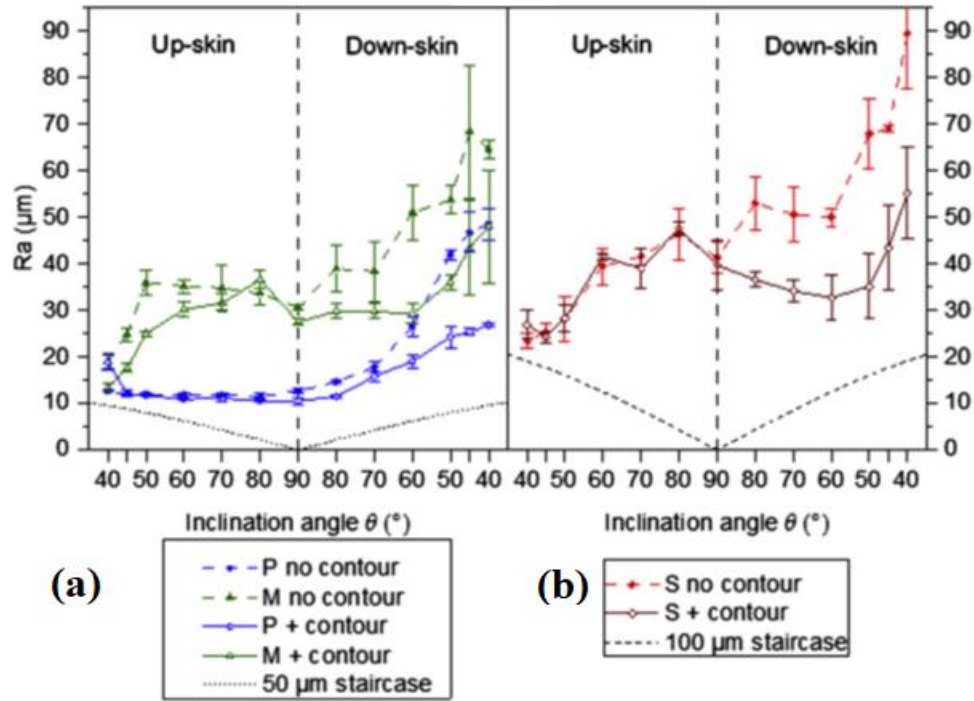 90
80
70
60
50
40
30
20
10
0
Ra (µm)
Up-skin
Down-skin
Up-skin
Down-skin
90
80
70
60
50
40
30
20
10
0
40 45 50 60 70 80 90 80 70 60 50 45 40
40 45 50 60 70 80 90 80 70 60 50 45 40
Inclination angle θ (°)
Inclination angle θ (°)
(a)
P no contour
M no contour
P + contour
M + contour
50 µm staircase
(b)
S no contour
S + contour
100 µm staircase